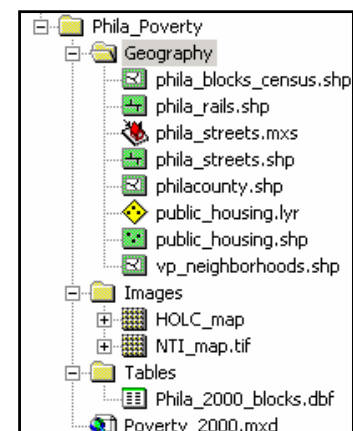 Phila_Poverty
Geography
phila_blocks_census.shp
phila_rails.shp
phila_streets.mxs
phila_streets.shp
philacounty.shp
public_housing.lyr
public_housing.shp
vp_neighborhoods.shp
Images
HOLC_map
NTI_map.tif
Tables
Phila_2000_blocks.dbf
Poverty_2000.mxd